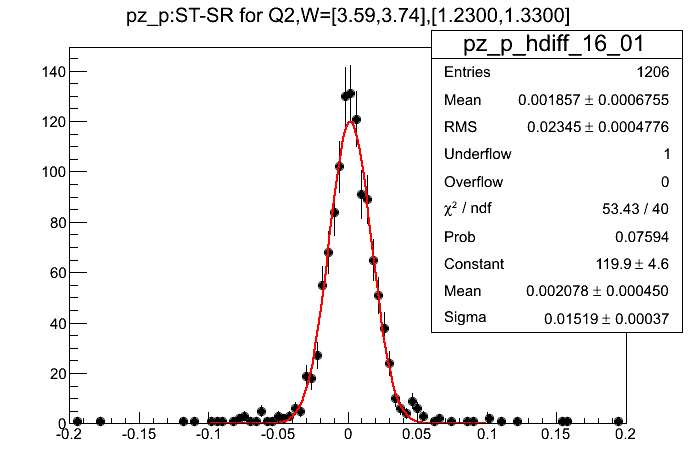 pz_p:ST-SR for Q2,W=[3.59,3.74],[1.2300,1.3300]
pz_p_hdiff_16_01
Entries 1206
Mean 0.001857 ± 0.0006755
RMS 0.02345 ± 0.0004776
Underflow 1
Overflow 0
χ² / ndf 53.43 / 40
Prob 0.07594
Constant 119.9 ± 4.6
Mean 0.002078 ± 0.000450
Sigma 0.01519 ± 0.00037
140
120
100
80
60
40
20
0
-0.2 -0.15 -0.1 -0.05 0 0.05 0.1 0.15 0.2